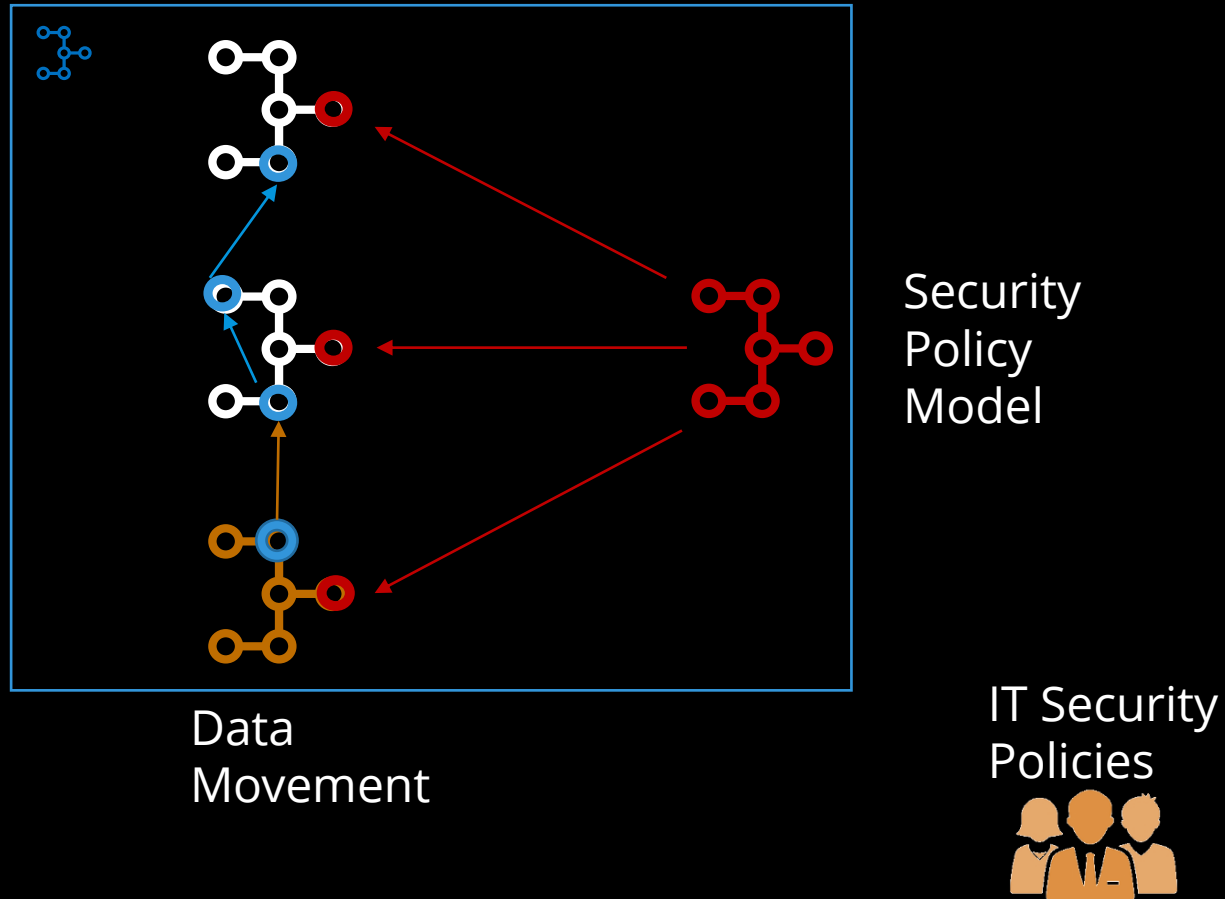 Security
Policy
Model
Data
Movement
IT Security
Policies